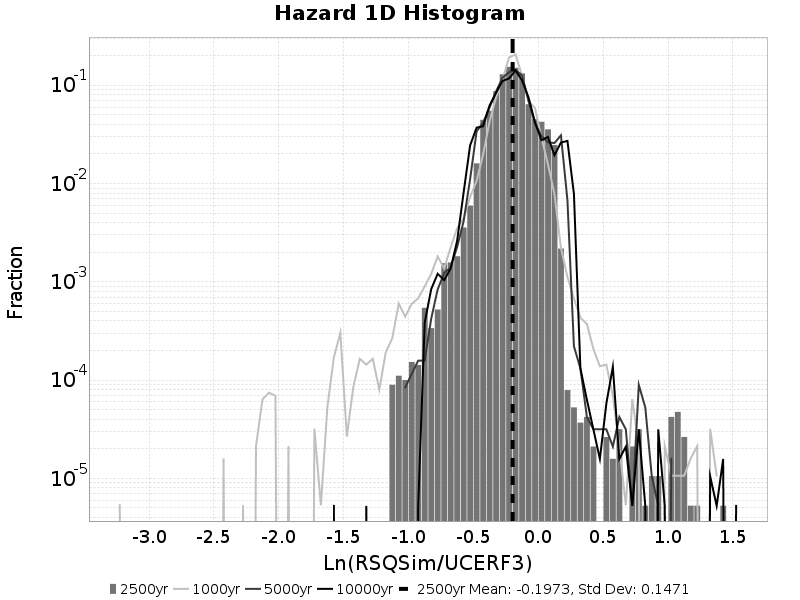 Hazard 1D Histogram
Fraction
10-1
10-2
10-3
10-4
10-5
-3.0 -2.5 -2.0 -1.5 -1.0 -0.5 0.0 0.5 1.0 1.5
Ln(RSQSim/UCERF3)
2500yr 1000yr 5000yr 10000yr 2500yr Mean: -0.1973, Std Dev: 0.1471